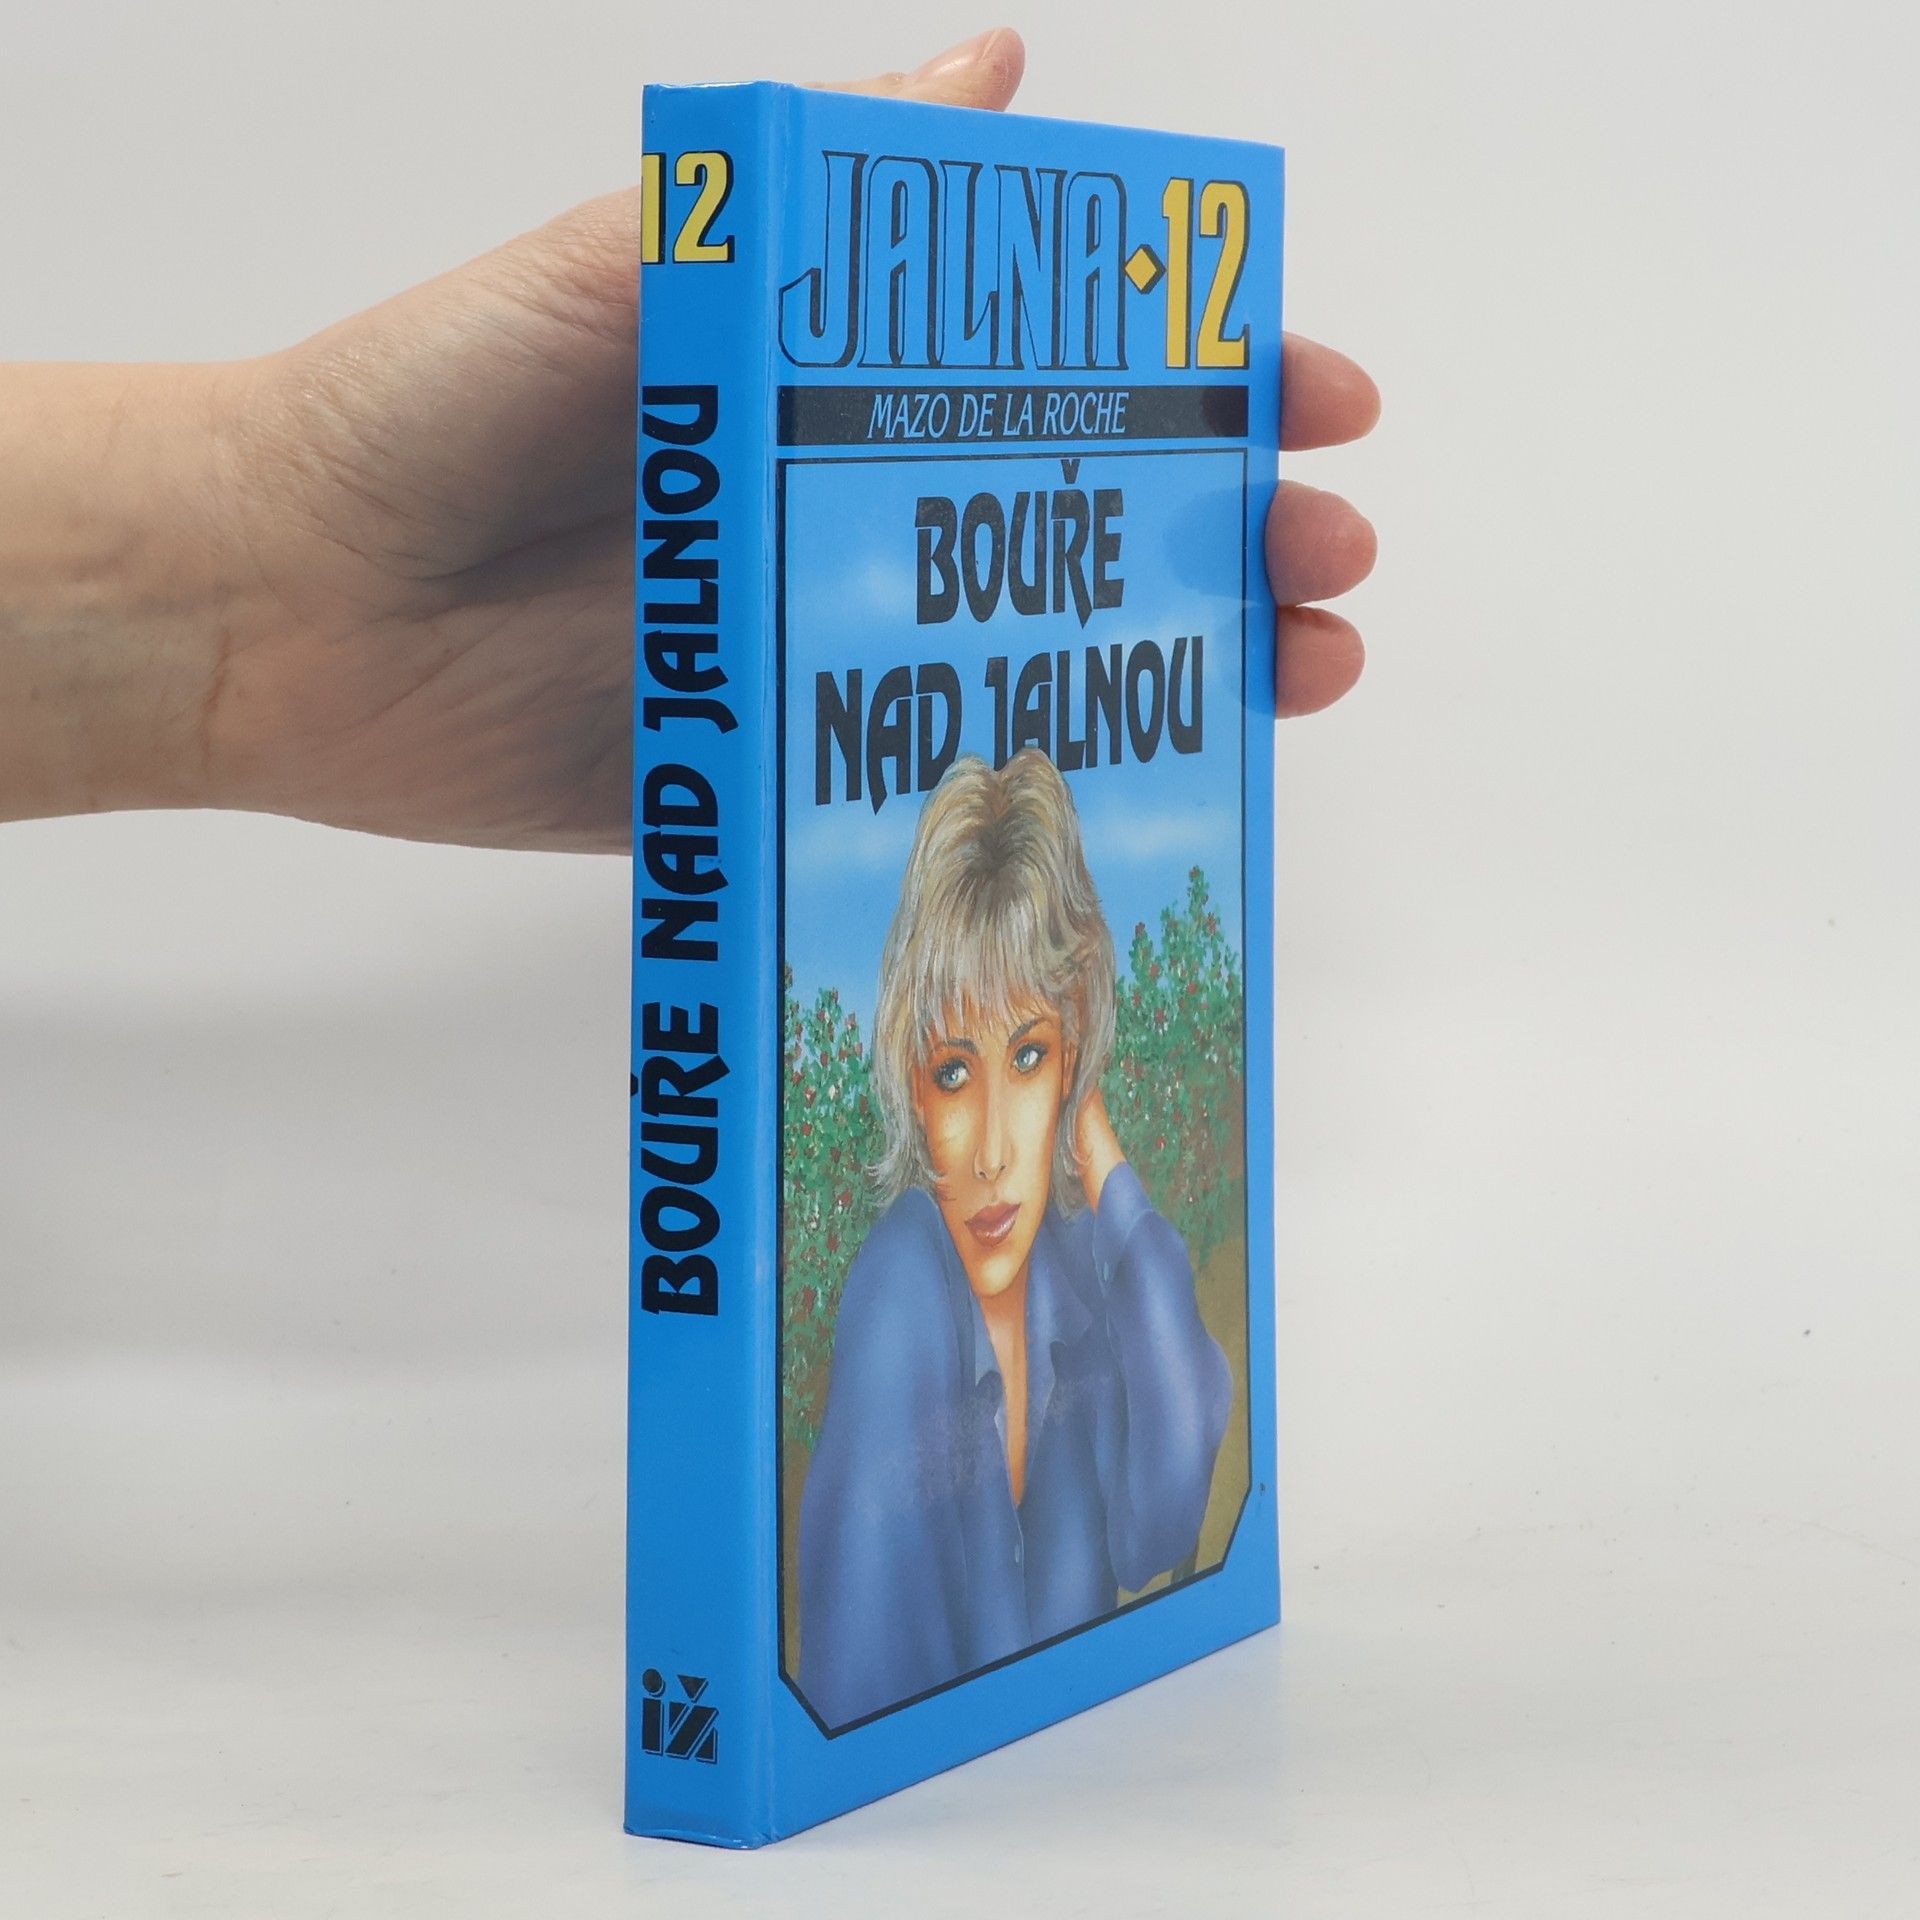 12
BOUŘE NAD JALNOU
iž
JALNA◆12
MAZO DE LA ROCHE
BOUŘE
NAD JALNOU